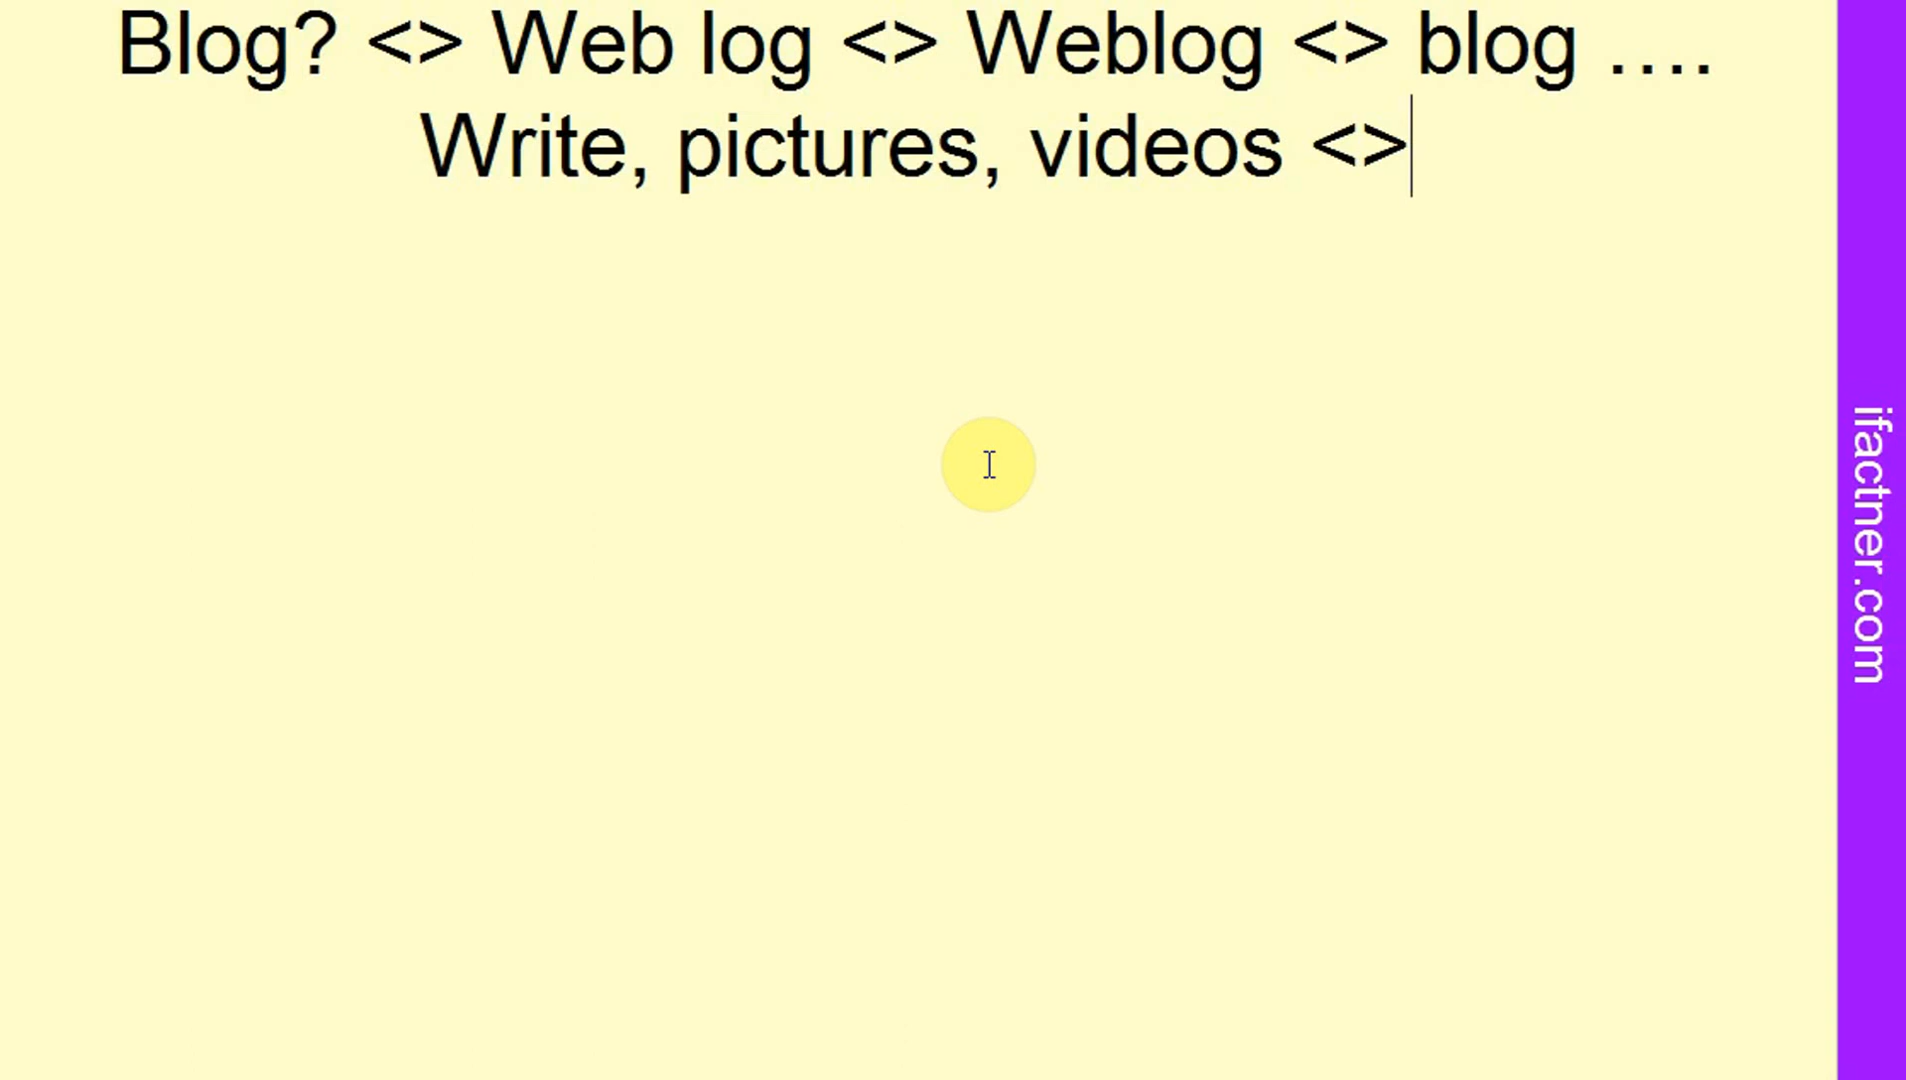 Blog? <> Web log <> Weblog <> blog ….
Write, pictures, videos <>
ifactner.com